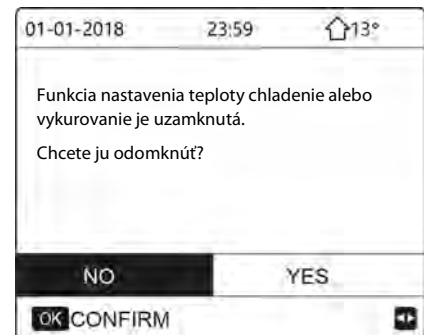 01-01-2018 23:59 13°
Funkcia nastavenia teploty chladenie alebo
vykurovanie je uzamknutá.
Chcete ju odomknúť?
NO YES
OK CONFIRM